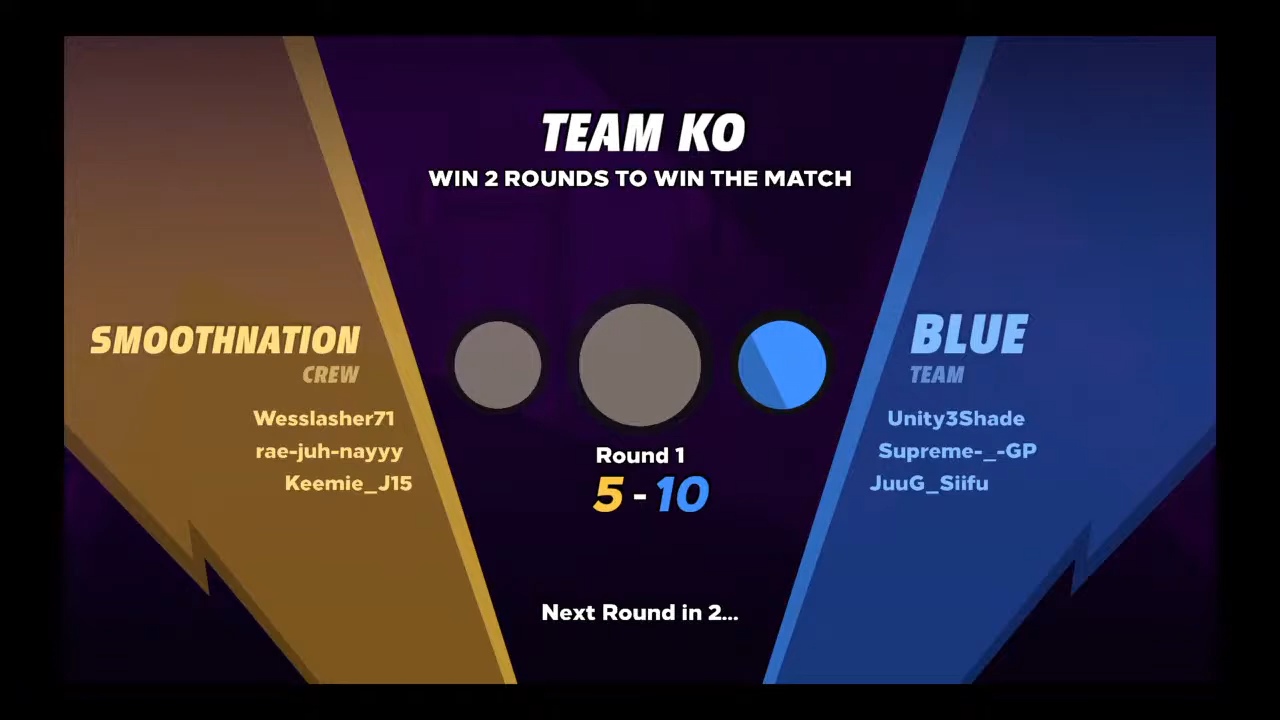 TEAM KO
WIN 2 ROUNDS TO WIN THE MATCH
SMOOTHNATION
CREW
Wesslasher71
rae-juh-nayyy
Keemie_J15
Round 1
5 - 10
Next Round in 2...
BLUE
TEAM
Unity3Shade
Supreme-_-GP
JuuG_Siifu